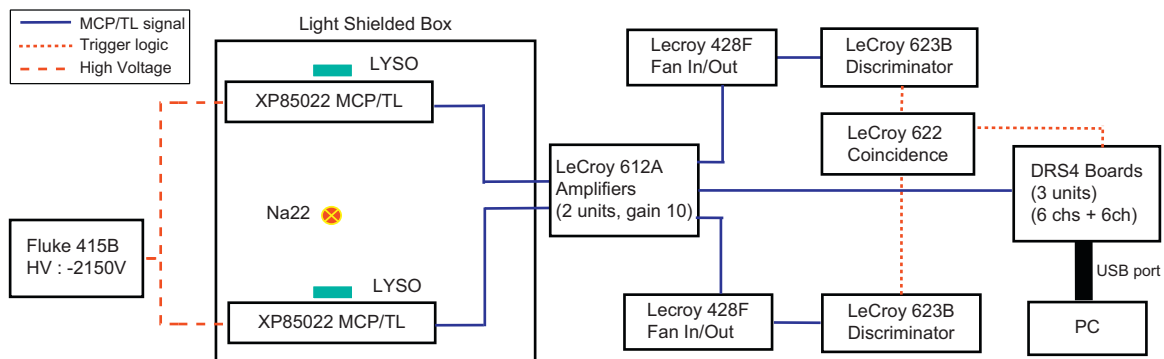 MCP/TL signal
Trigger logic
High Voltage
Light Shielded Box
LYSO
XP85022 MCP/TL
Na22
LYSO
XP85022 MCP/TL
Fluke 415B
HV : -2150V
LeCroy 612A
Amplifiers
(2 units, gain 10)
Lecroy 428F
Fan In/Out
LeCroy 623B
Discriminator
LeCroy 622
Coincidence
DRS4 Boards
(3 units)
(6 chs + 6ch)
USB port
PC
Lecroy 428F
Fan In/Out
LeCroy 623B
Discriminator